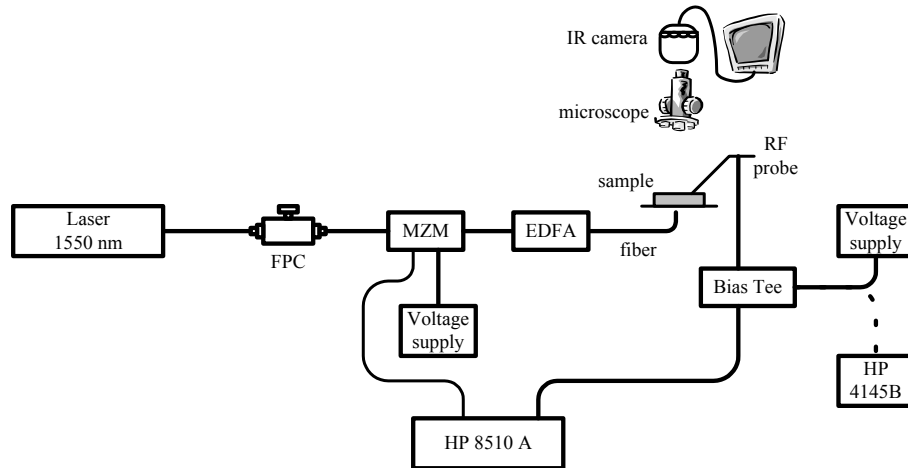 IR camera
microscope
RF
probe
sample
Laser
1550 nm
FPC
MZM
EDFA
fiber
Voltage
supply
Bias Tee
Voltage
supply
HP
4145B
HP 8510 A